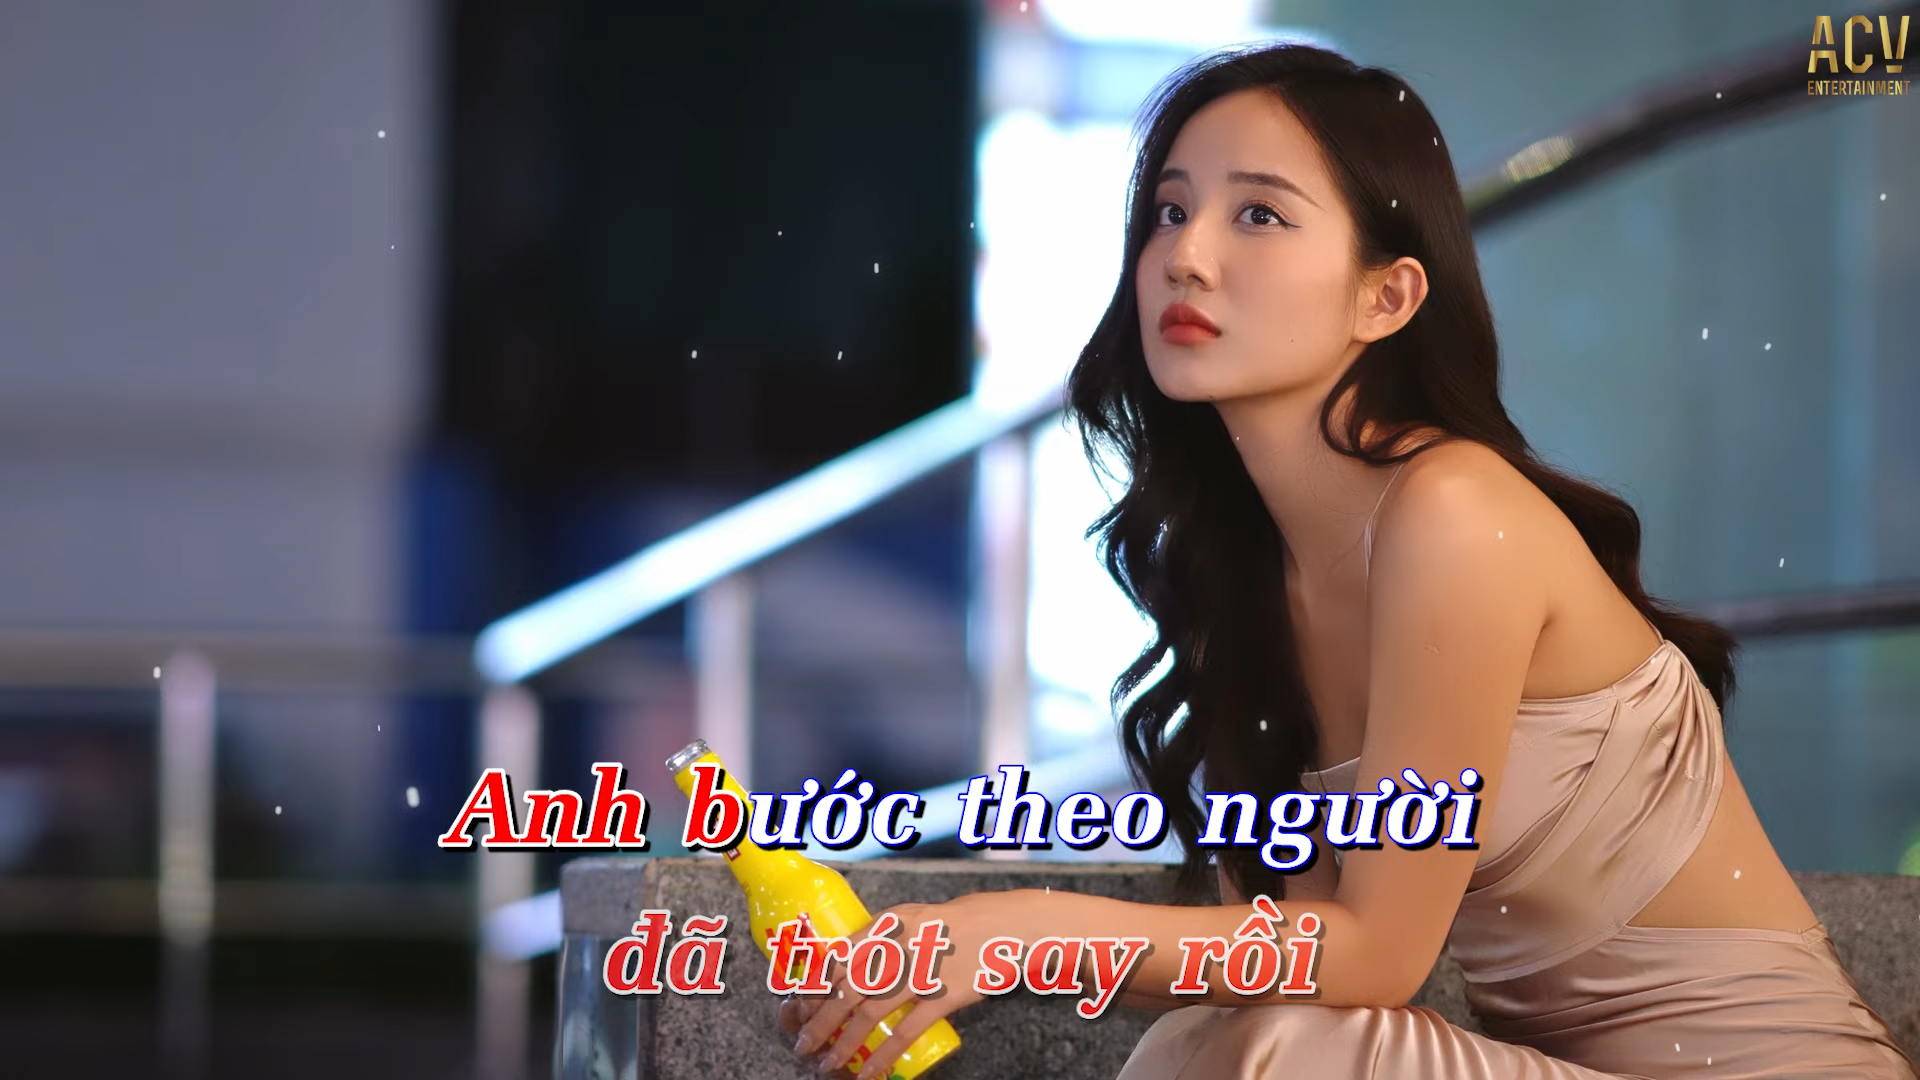 ACV
ENTERTAINMENT
Anh bước theo người
đã trót say rồi